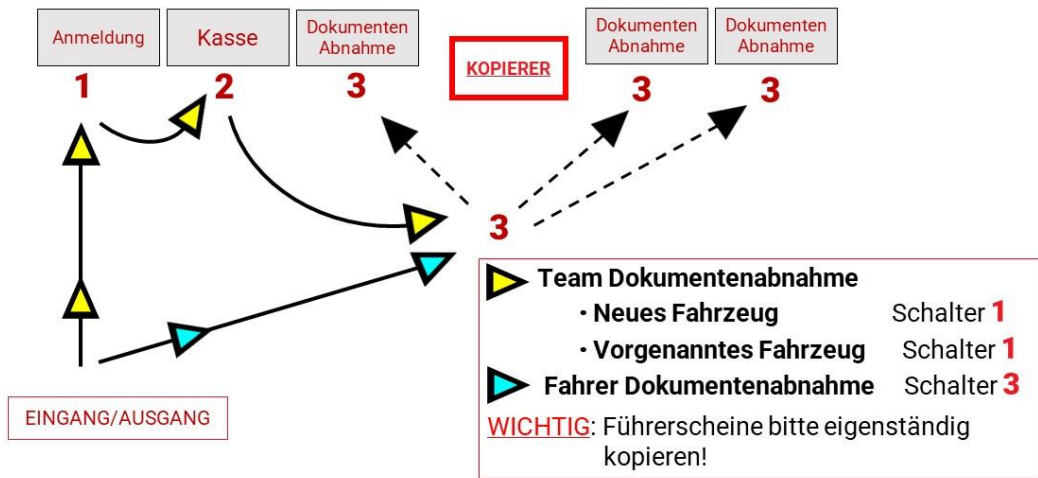 Anmeldung
Kasse
Dokumenten
Abnahme
KOPIERER
Dokumenten
Abnahme
Dokumenten
Abnahme
1
2
3
3
3
3
Team Dokumentenabnahme
· Neues Fahrzeug Schalter 1
· Vorgenanntes Fahrzeug Schalter 1
Fahrer Dokumentenabnahme Schalter 3
WICHTIG: Führerscheine bitte eigenständig
kopieren!
EINGANG/AUSGANG